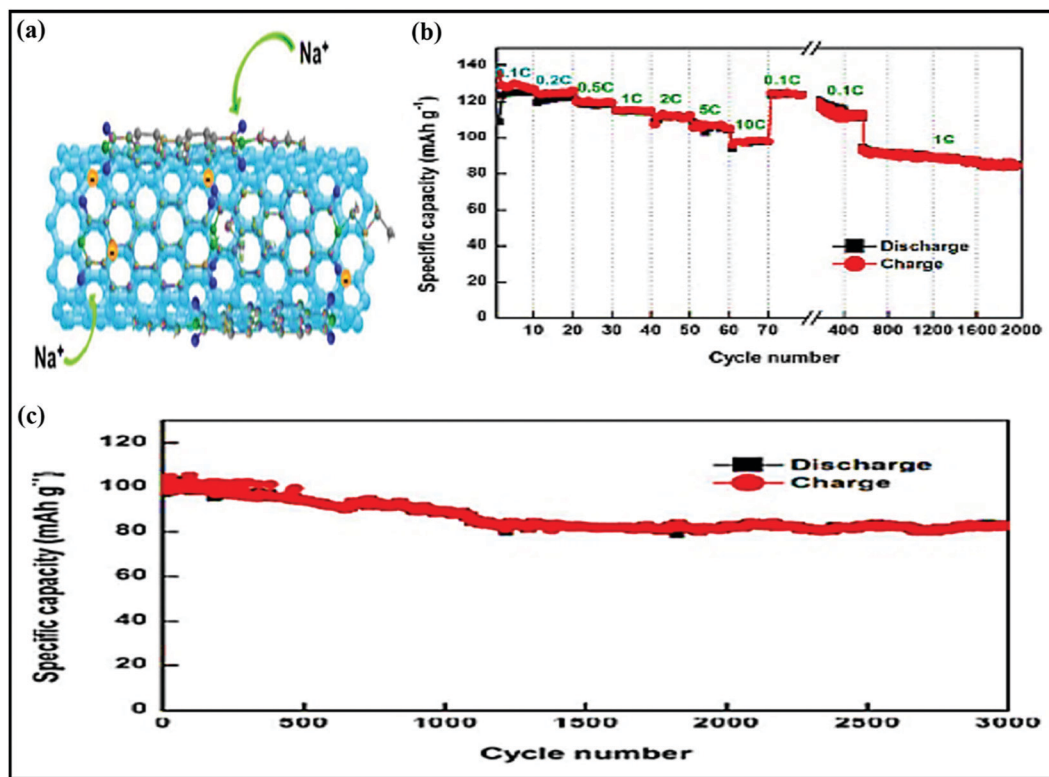 (a)
Na⁺
Na⁺
(b)
Specific capacity (mAh g⁻¹)
140
120
100
80
60
40
20
0
0.1C 0.2C 0.5C 1C 2C 5C 10C 0.1C 0.1C 1C
Discharge
Charge
10 20 30 40 50 60 70 400 800 1200 1600 2000
Cycle number
(c)
Specific capacity (mAh g⁻¹)
120
100
80
60
40
20
0
Discharge
Charge
0 500 1000 1500 2000 2500 3000
Cycle number